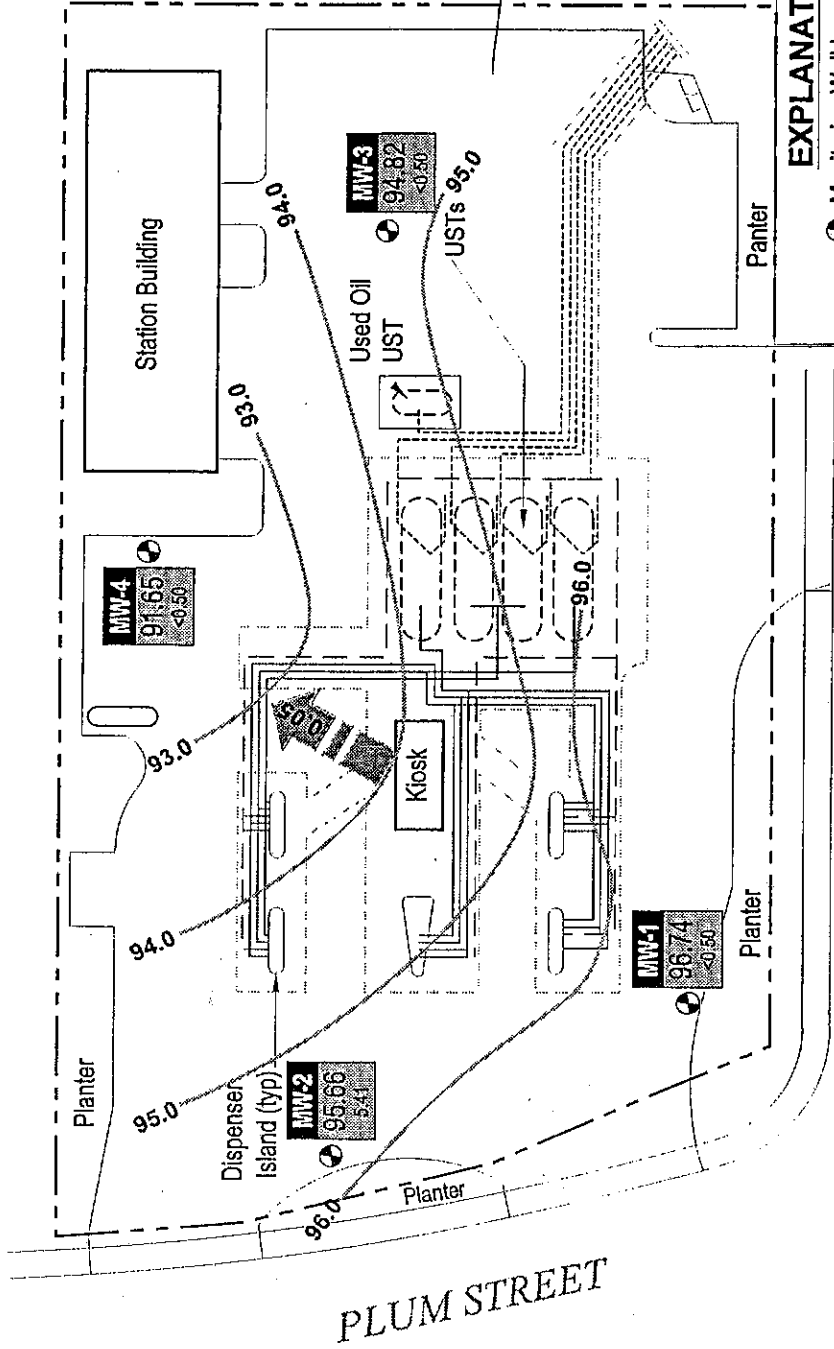 Station Building
MW-3
94.82
<0.50
94.0
95.0
USTs
Used Oil
UST
Panter
EXPLANAT
93.0
MW-4
91.65
<0.50
96.0
93.0
0.05
Kiosk
94.0
MW-1
96.74
<0.50
Planter
Planter
95.0
Dispenser
Island (typ)
MW-2
95.66
5.41
96.0
Planter
PLUM STREET